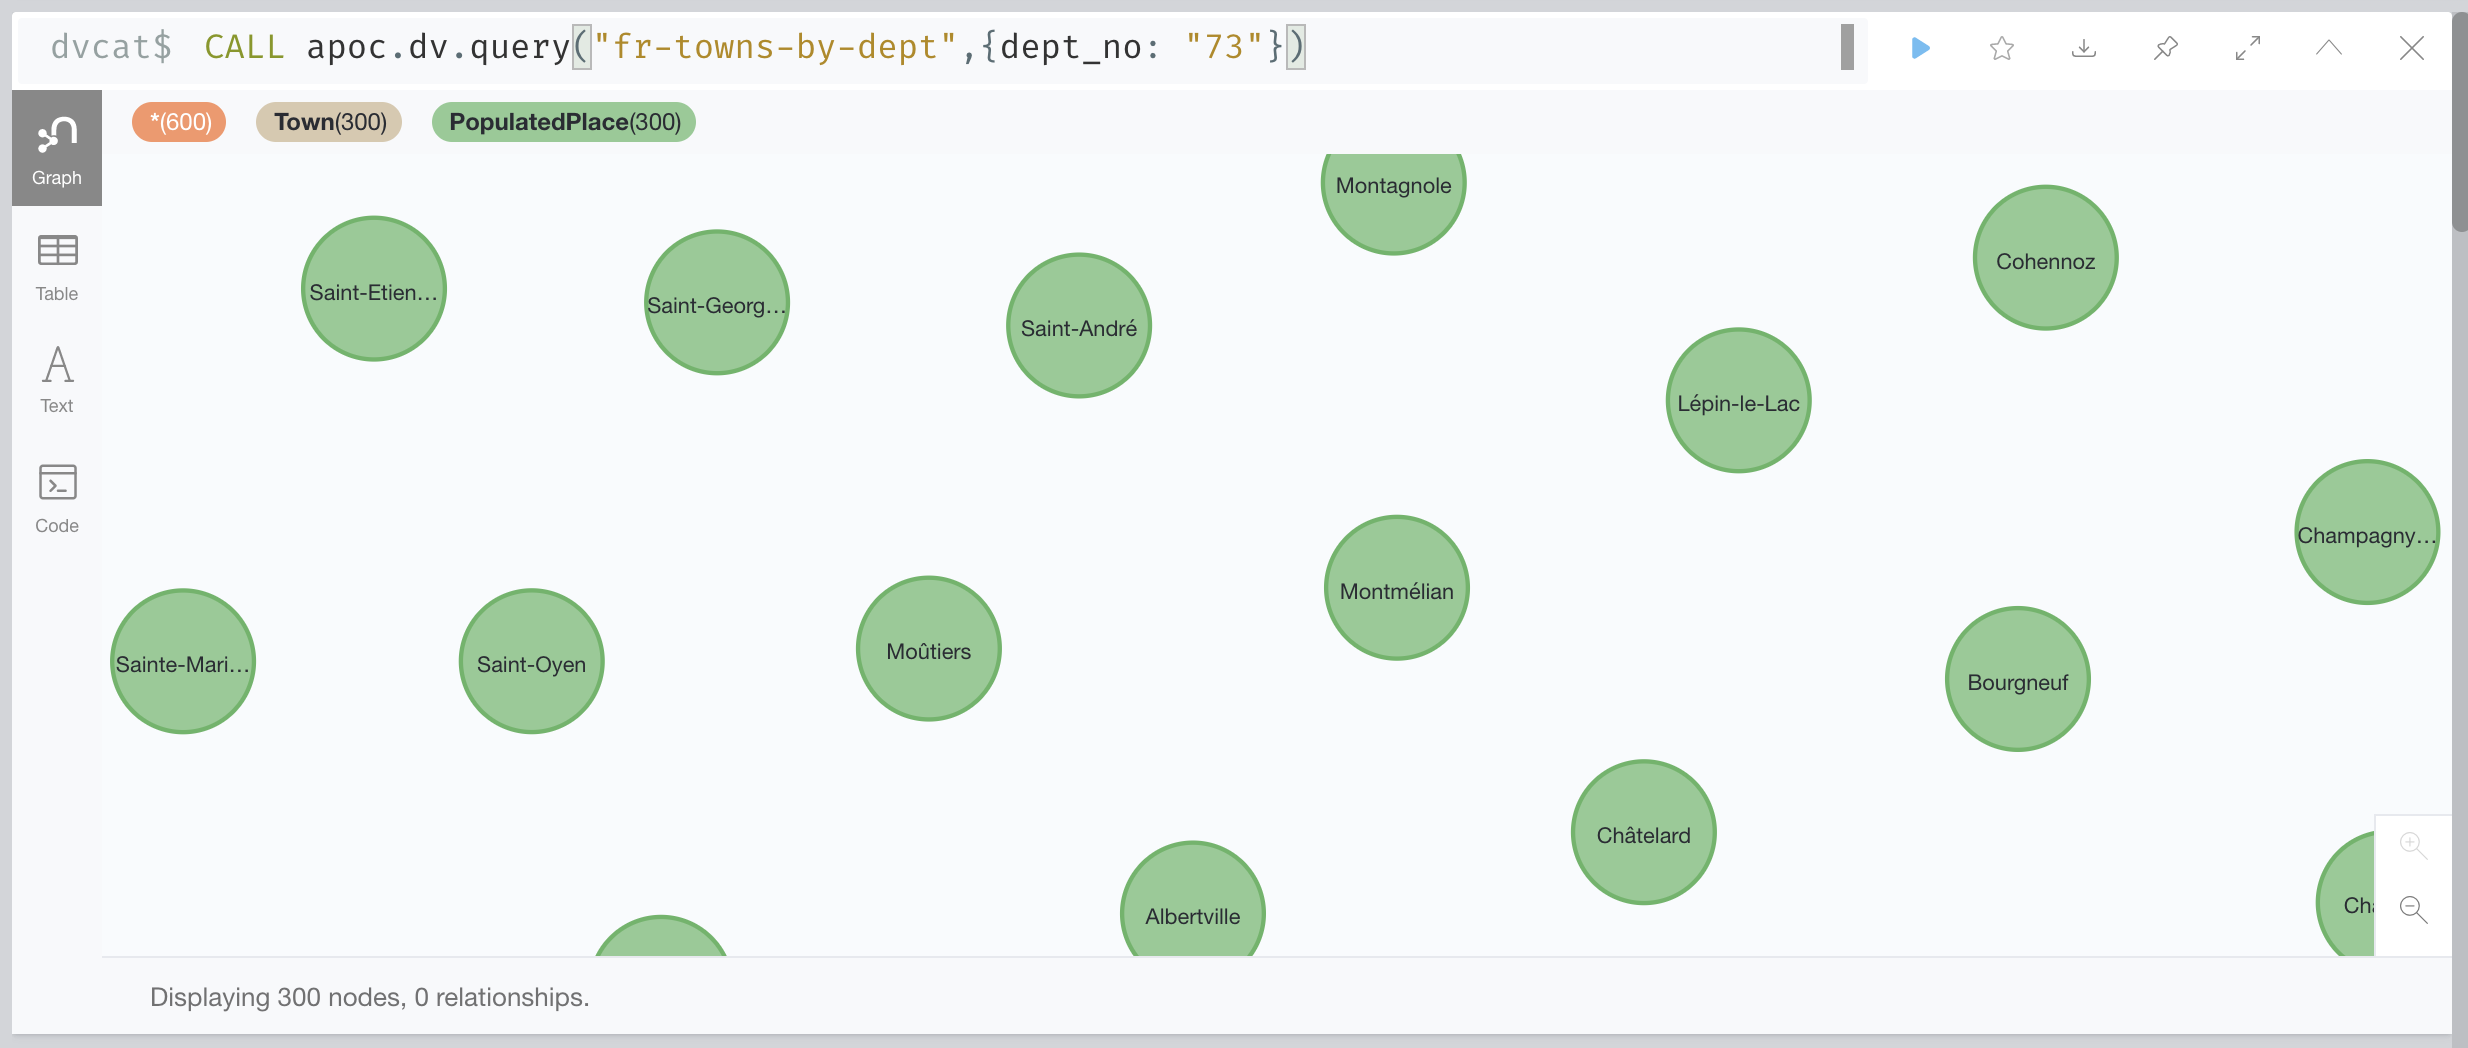 dvcat$ CALL apoc.dv.query("fr-towns-by-dept",{dept_no: "73"})
*(600) Town(300) PopulatedPlace(300)
Graph
Table
Text
Code
Montagnole
Cohennoz
Saint-Etien…
Saint-Georg…
Saint-André
Lépin-le-Lac
Champagny…
Montmélian
Moûtiers
Sainte-Mari…
Saint-Oyen
Bourgneuf
Châtelard
Albertville
Displaying 300 nodes, 0 relationships.